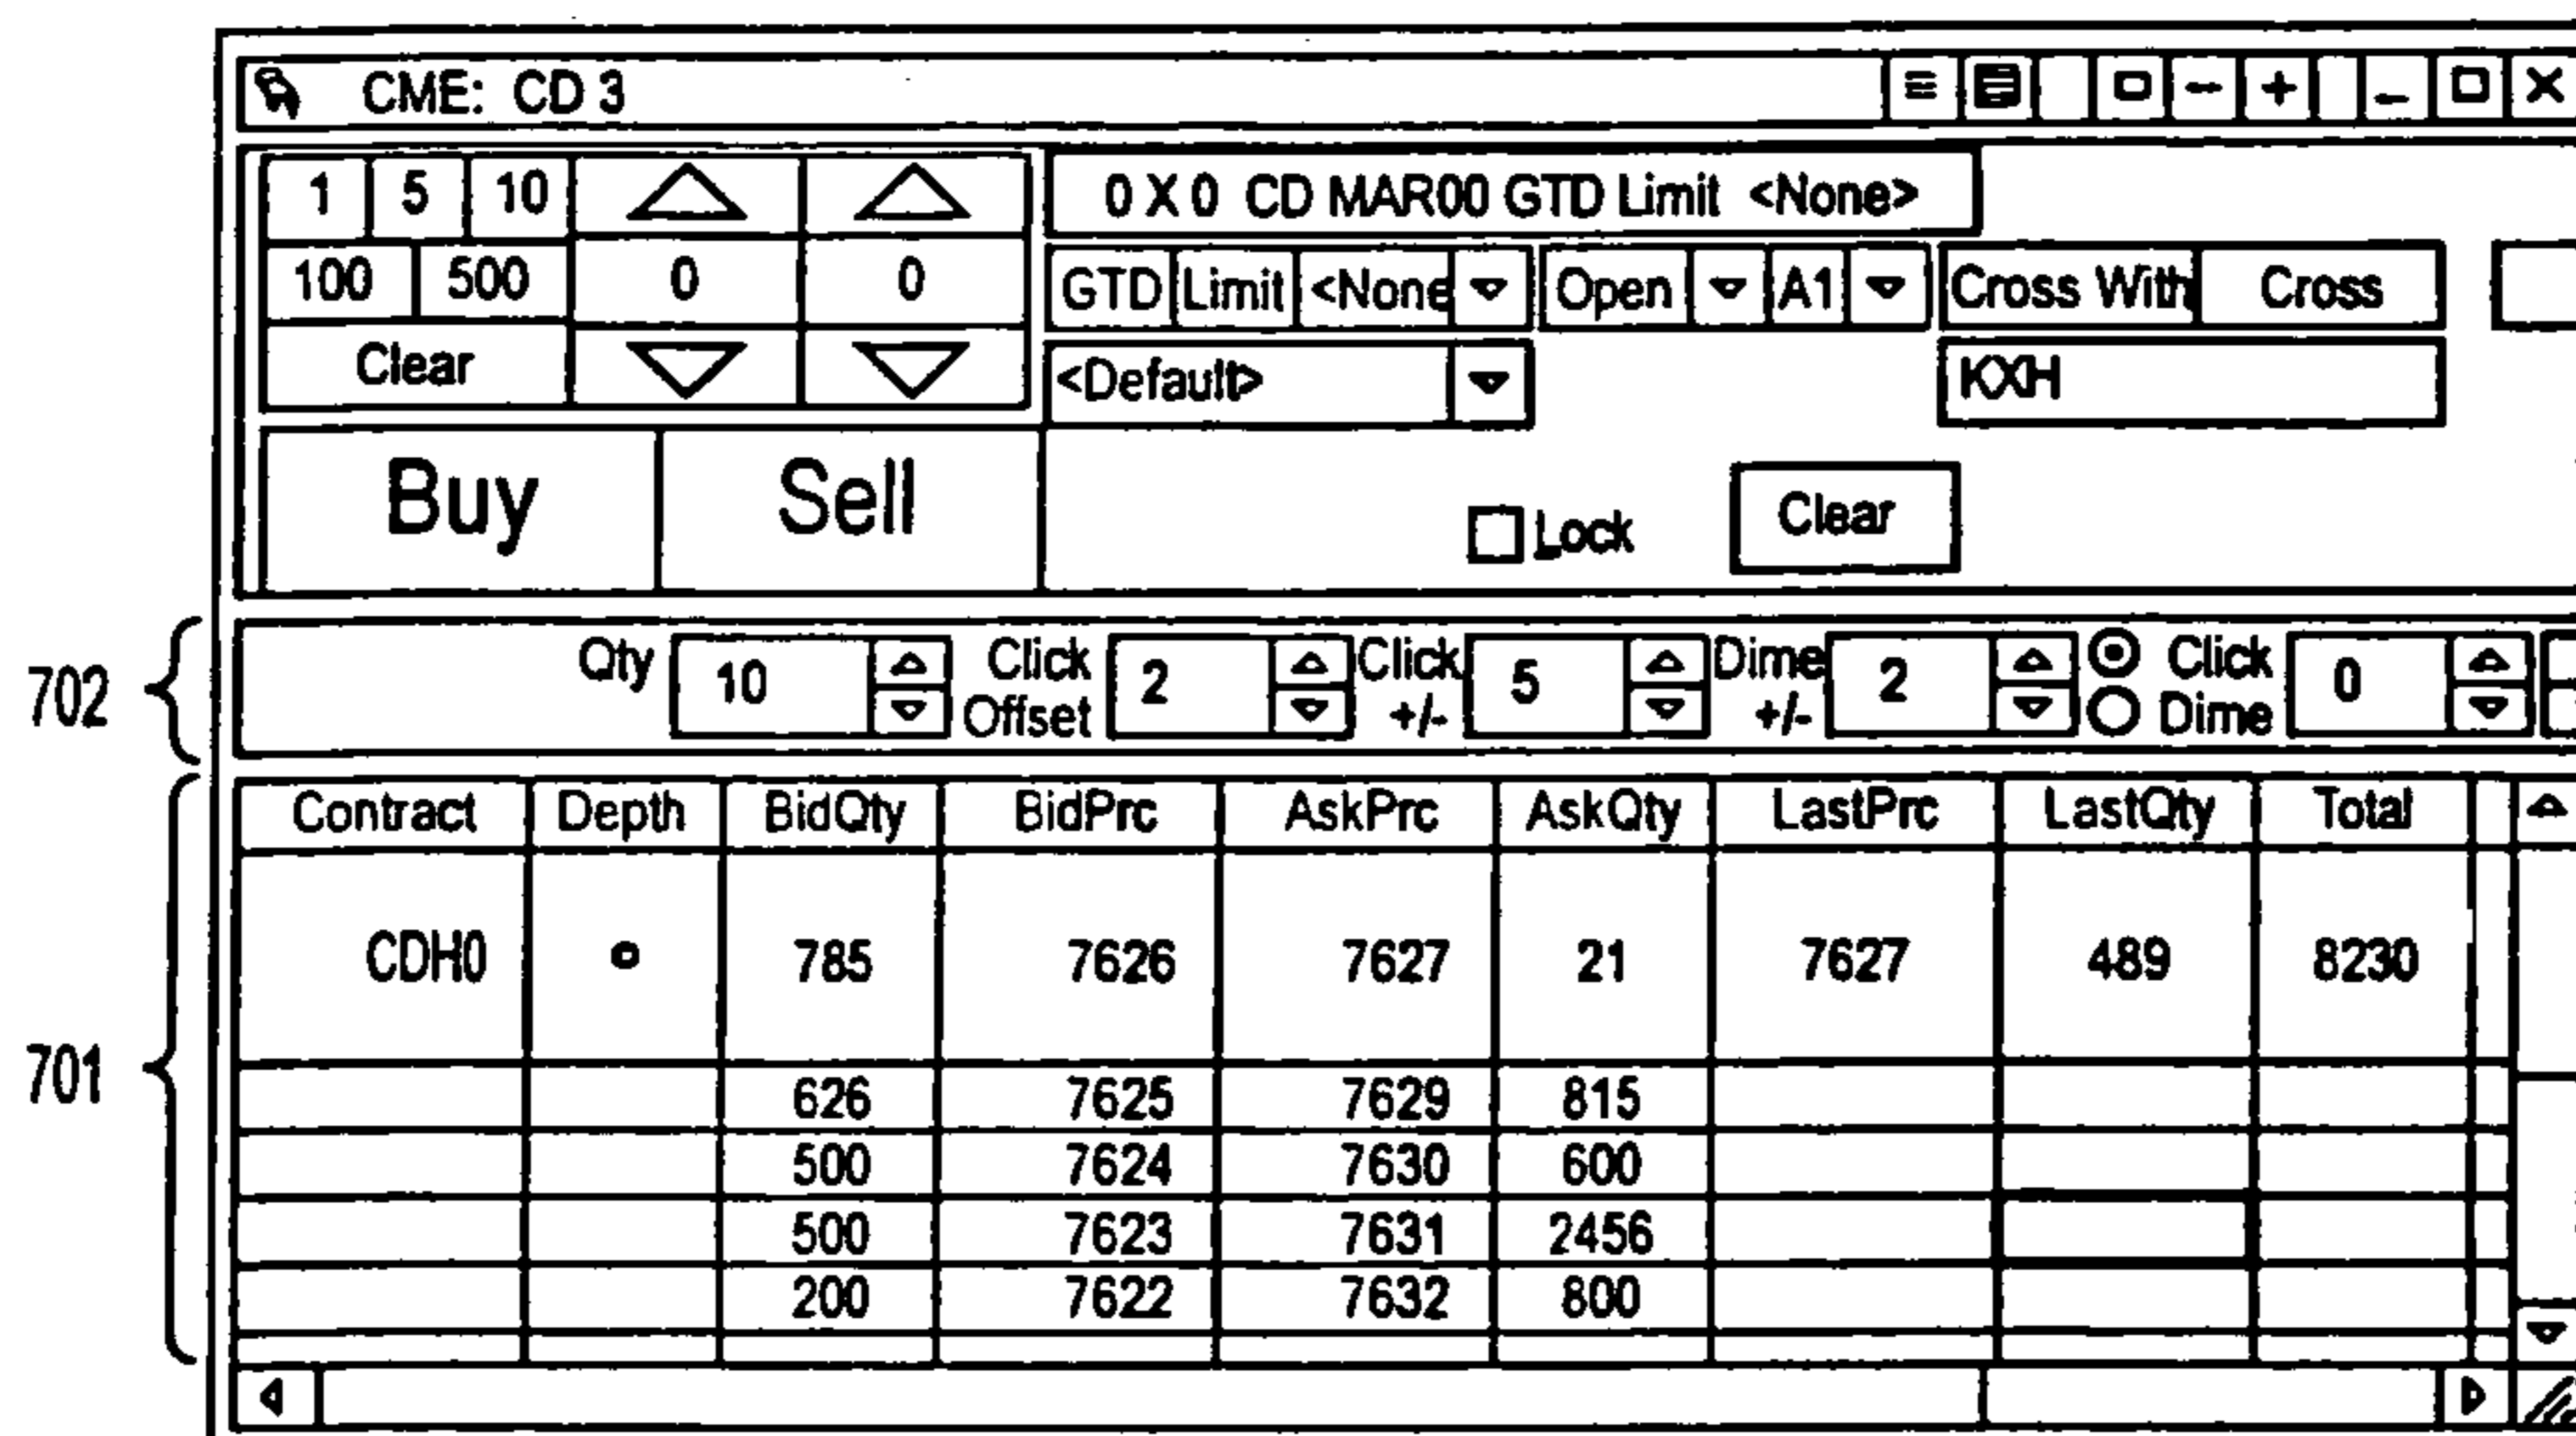 CME: CD 3
1 5 10
0 X 0 CD MAR00 GTD Limit <None>
100 500 0 0
GTD Limit <None Open A1 Cross With Cross
Clear
<Default>
KXH
Buy Sell
Lock
Clear
702
Qty 10 Click Offset 2 Click +/- 5 Dime +/- 2 Click Dime 0
701
Contract Depth BidQty BidPrc AskPrc AskQty LastPrc LastQty Total
CDH0 785 7626 7627 21 7627 489 8230
626 7625 7629 815
500 7624 7630 600
500 7623 7631 2456
200 7622 7632 800